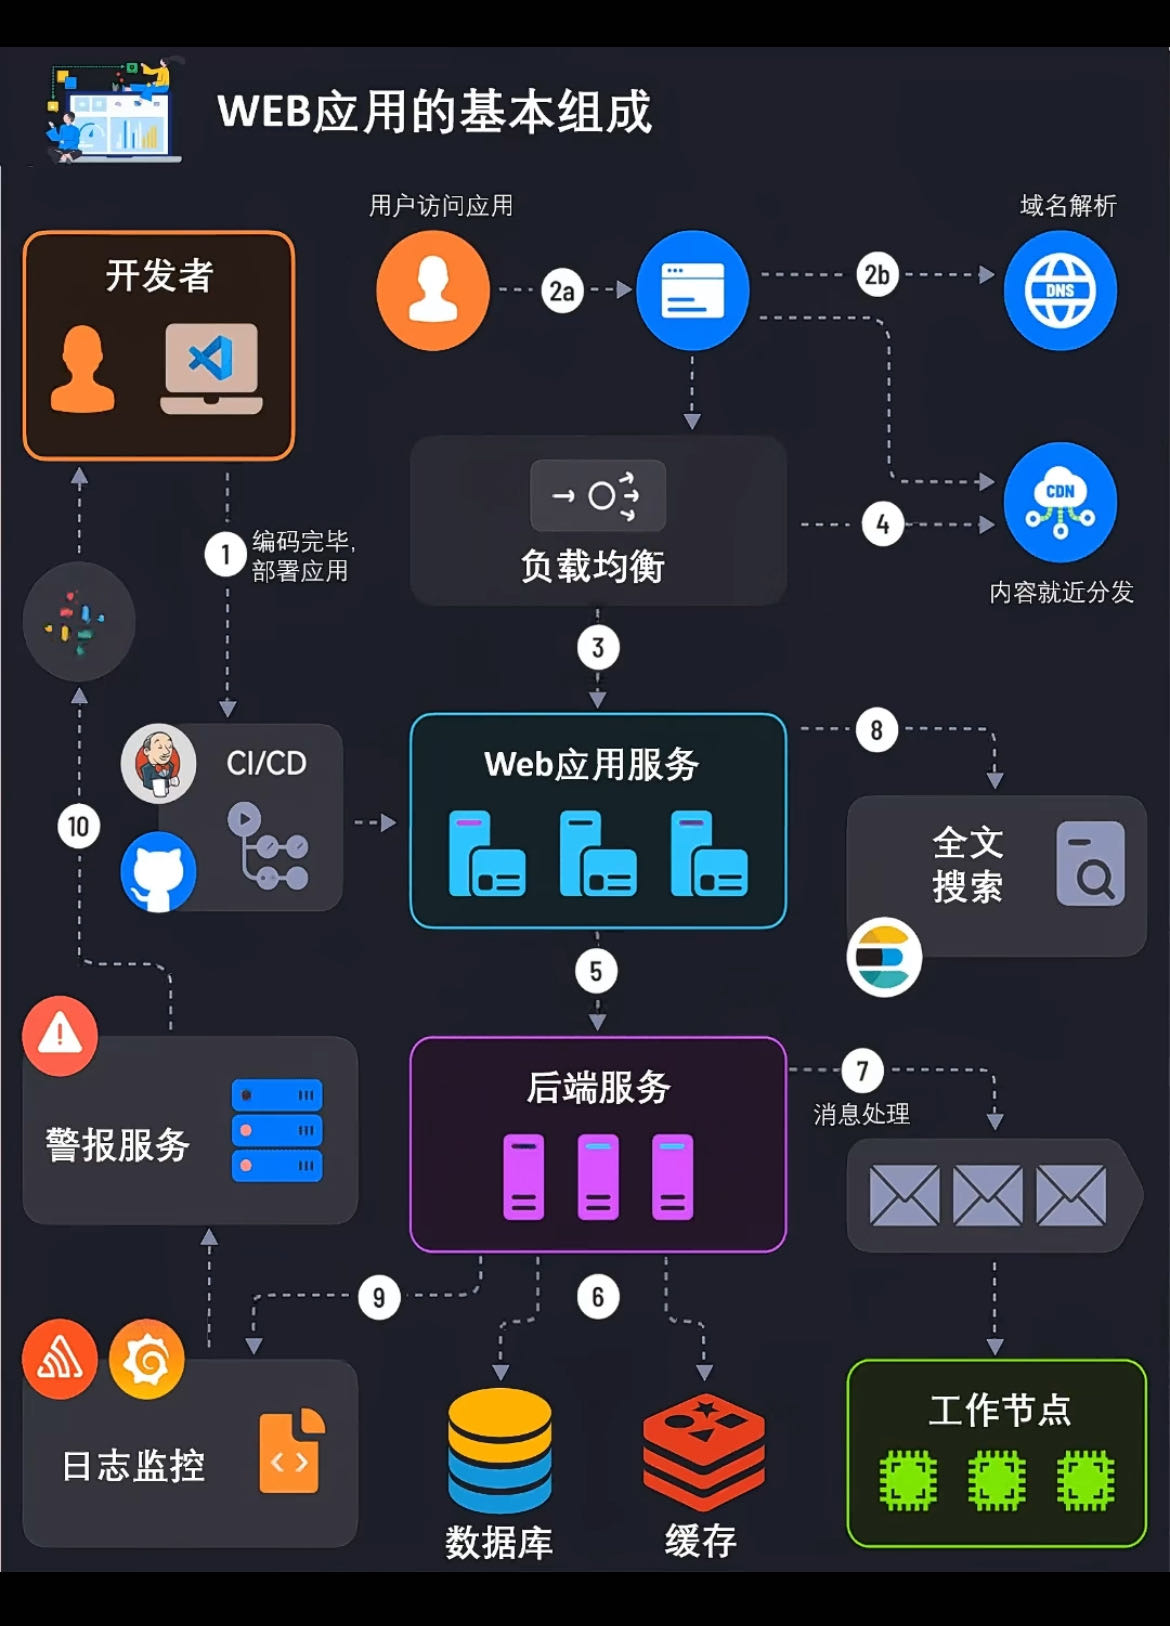 WEB应用的基本组成
用户访问应用
域名解析
开发者
2a
2b
DNS
CDN
4
负载均衡
1
编码完毕,
部署应用
内容就近分发
3
CI/CD
Web应用服务
8
10
全文
搜索
5
后端服务
7
消息处理
警报服务
9
6
日志监控
工作节点
数据库
缓存